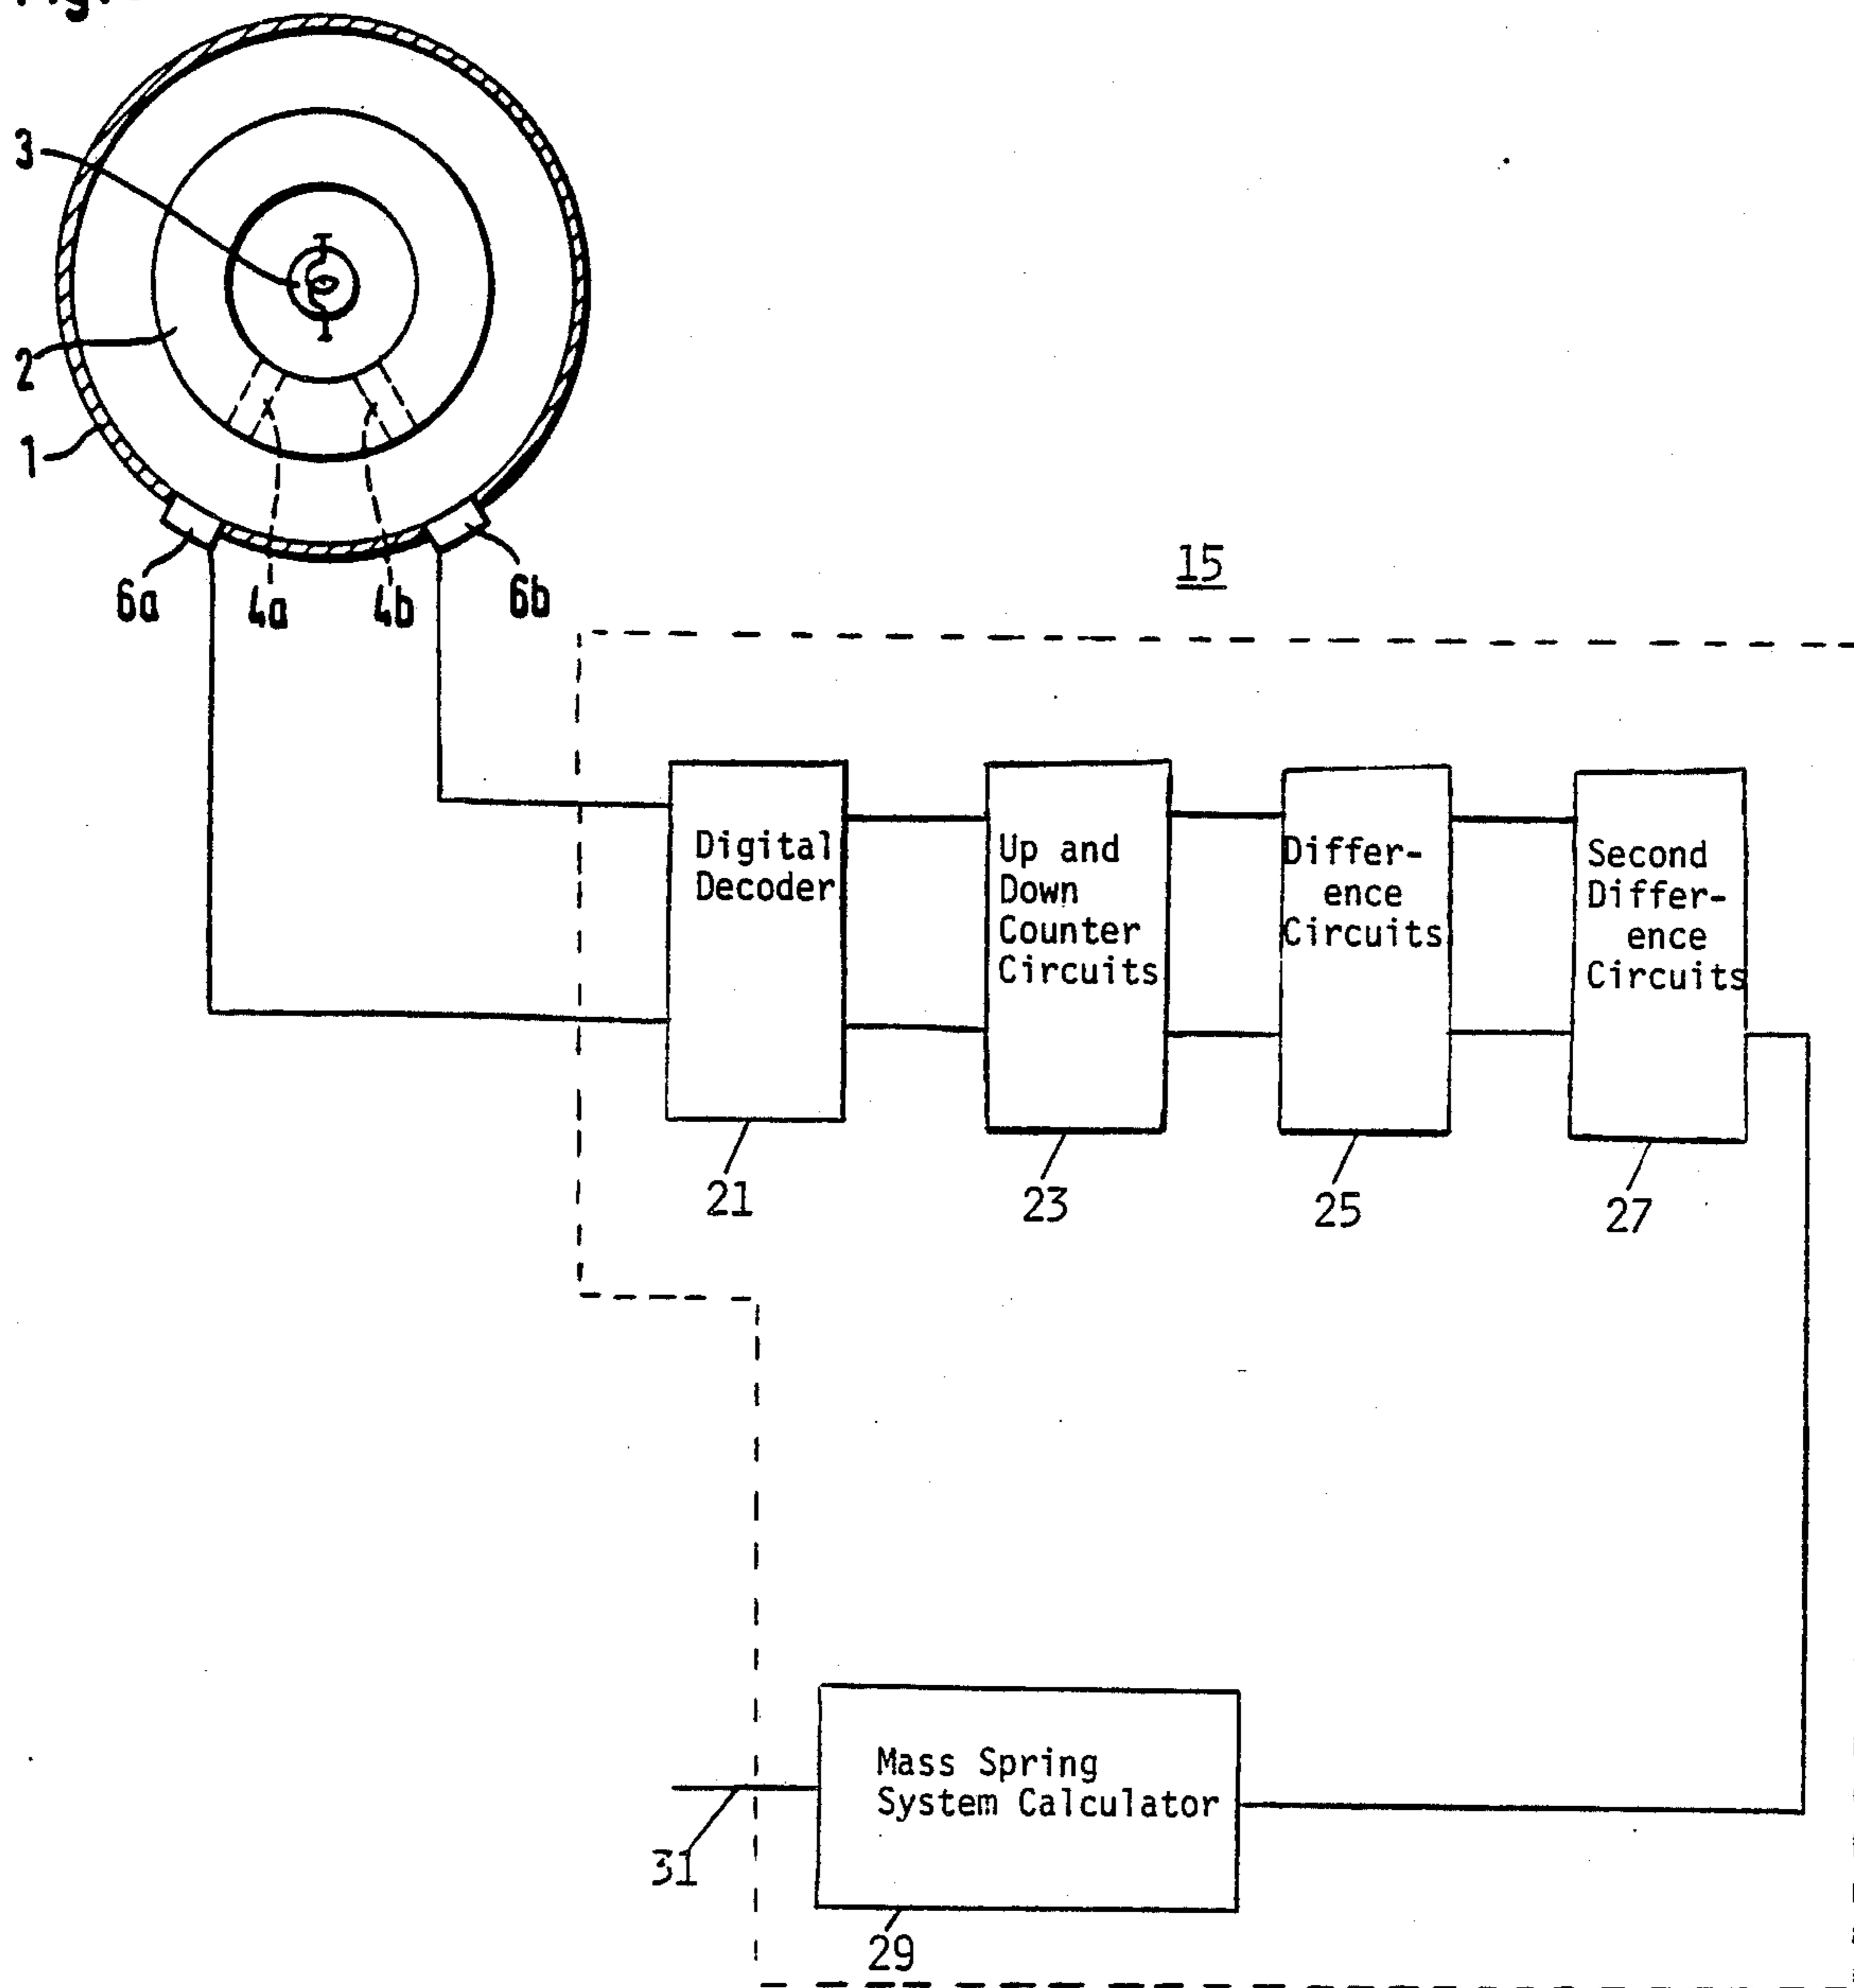 3
2
1
6a
4a
4b
6b
15
Digital
Decoder
Up and
Down
Counter
Circuits
Differ-
ence
Circuits
Second
Differ-
ence
Circuits
21
23
25
27
Mass Spring
System Calculator
31
29